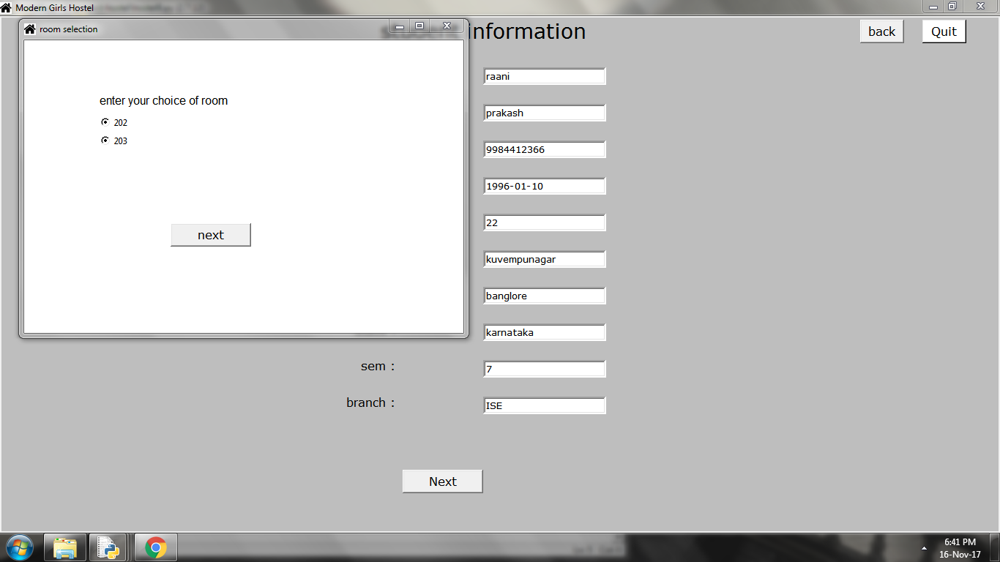 Modern Girls Hostel
room selection
information
back
Quit
enter your choice of room
202
203
next
raani
prakash
9984412366
1996-01-10
22
kuvempunagar
banglore
karnataka
sem : 7
branch : ISE
Next
6:41 PM
16-Nov-17